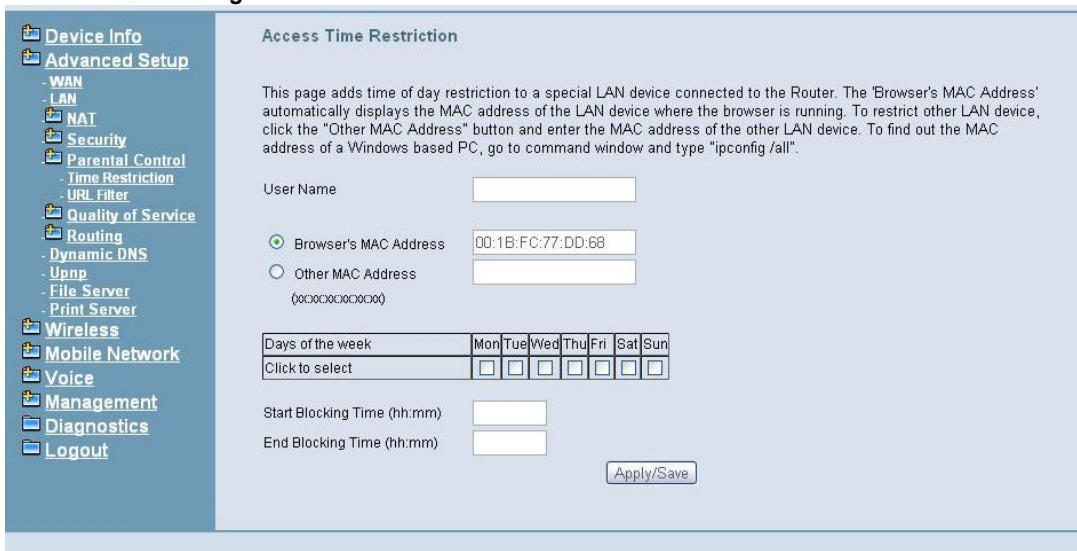 Device Info
Advanced Setup
- WAN
- LAN
NAT
Security
Parental Control
- Time Restriction
- URL Filter
Quality of Service
Routing
- Dynamic DNS
- Upnp
- File Server
- Print Server
Wireless
Mobile Network
Voice
Management
Diagnostics
Logout
Access Time Restriction
This page adds time of day restriction to a special LAN device connected to the Router. The 'Browser's MAC Address'
automatically displays the MAC address of the LAN device where the browser is running. To restrict other LAN device,
click the "Other MAC Address" button and enter the MAC address of the other LAN device. To find out the MAC
address of a Windows based PC, go to command window and type "ipconfig /all".
User Name
Browser's MAC Address 00:1B:FC:77:DD:68
Other MAC Address
(xx:xx:xx:xx:xx:xx)
Days of the week Mon Tue Wed Thu Fri Sat Sun
Click to select
Start Blocking Time (hh:mm)
End Blocking Time (hh:mm)
Apply/Save